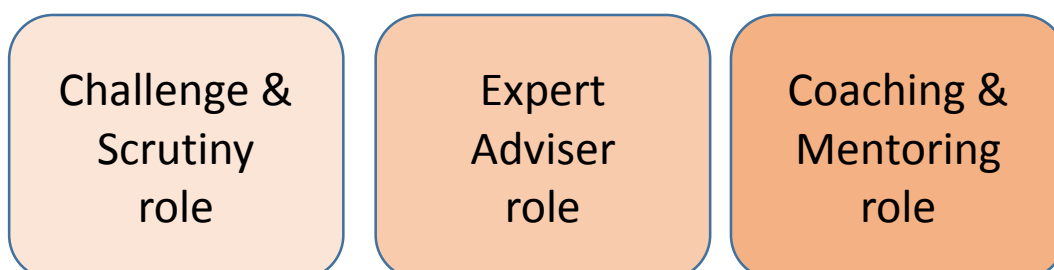 Challenge &
Scrutiny
role
Expert
Adviser
role
Coaching &
Mentoring
role